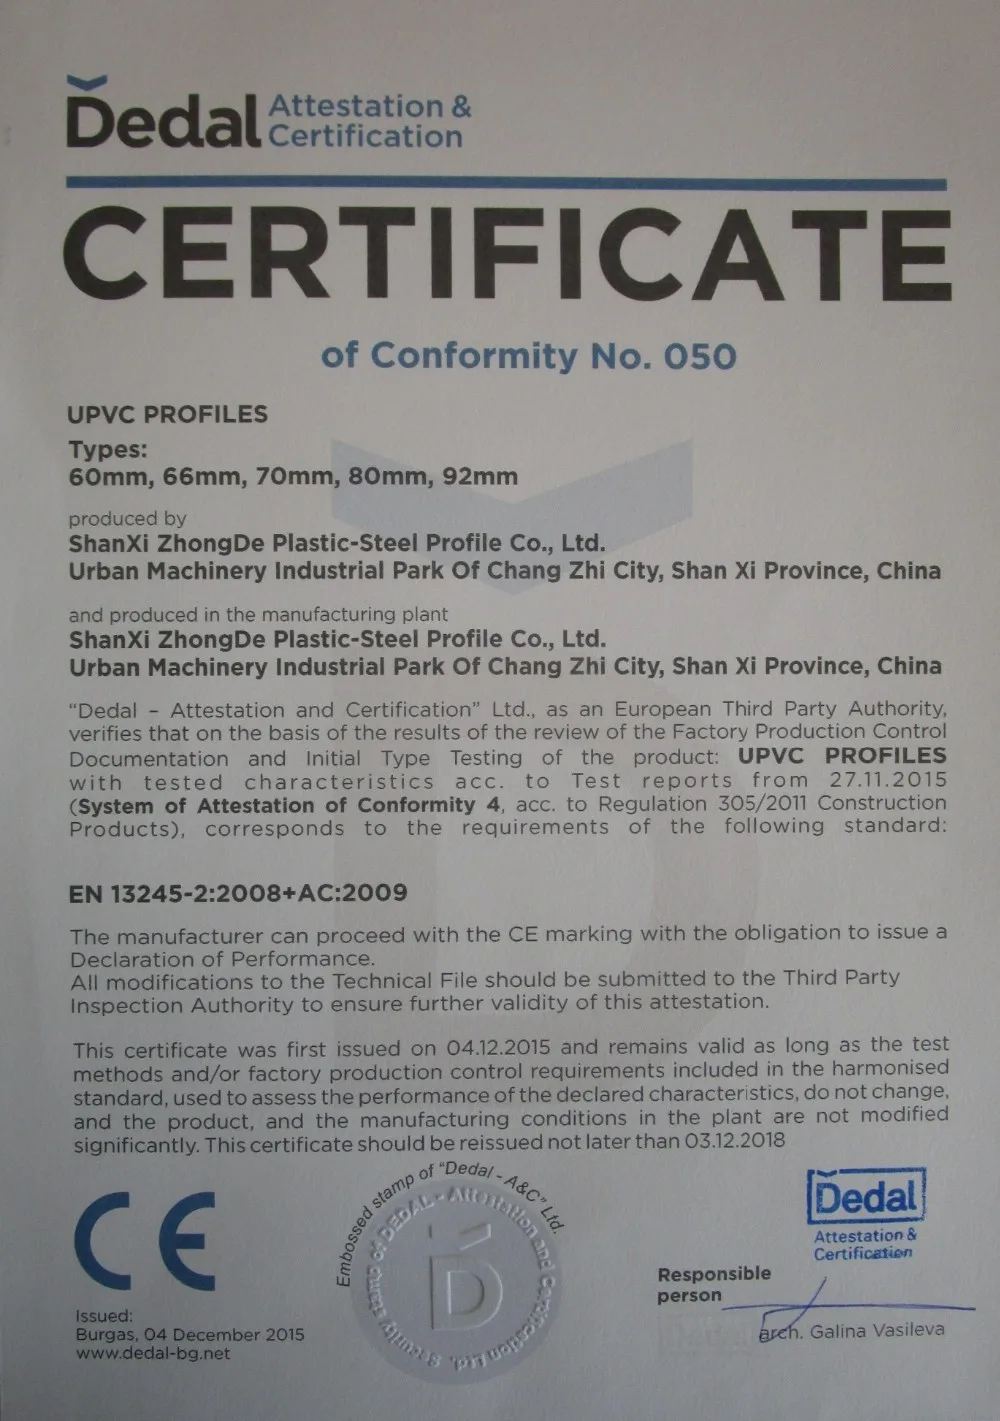 Dedal Attestation &
Certification
CERTIFICATE
of Conformity No. 050
UPVC PROFILES
Types:
60mm, 66mm, 70mm, 80mm, 92mm
produced by
ShanXi ZhongDe Plastic-Steel Profile Co., Ltd.
Urban Machinery Industrial Park Of Chang Zhi City, Shan Xi Province, China
and produced in the manufacturing plant
ShanXi ZhongDe Plastic-Steel Profile Co., Ltd.
Urban Machinery Industrial Park Of Chang Zhi City, Shan Xi Province, China
“Dedal – Attestation and Certification” Ltd., as an European Third Party Authority,
verifies that on the basis of the results of the review of the Factory Production Control
Documentation and Initial Type Testing of the product: UPVC PROFILES
with tested characteristics acc. to Test reports from 27.11.2015
(System of Attestation of Conformity 4, acc. to Regulation 305/2011 Construction
Products), corresponds to the requirements of the following standard:
EN 13245-2:2008+AC:2009
The manufacturer can proceed with the CE marking with the obligation to issue a
Declaration of Performance.
All modifications to the Technical File should be submitted to the Third Party
Inspection Authority to ensure further validity of this attestation.
This certificate was first issued on 04.12.2015 and remains valid as long as the test
methods and/or factory production control requirements included in the harmonised
standard, used to assess the performance of the declared characteristics, do not change,
and the product, and the manufacturing conditions in the plant are not modified
significantly. This certificate should be reissued not later than 03.12.2018
Embossed stamp of “Dedal - A&C” Ltd.
DEDAL - Attestation and Certification Ltd.
D
CE
Dedal
Attestation &
Certification
Responsible
person
arch. Galina Vasileva
Issued:
Burgas, 04 December 2015
www.dedal-bg.net